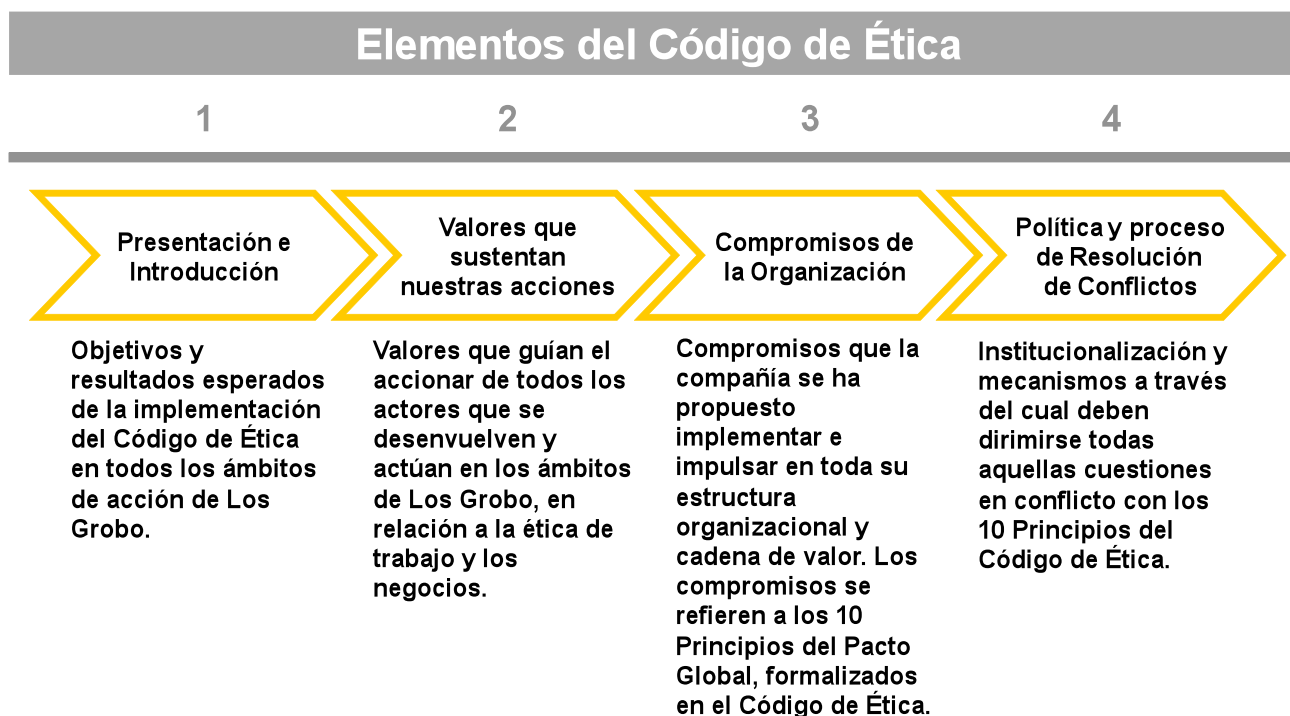 Elementos del Código de Ética
1
2
3
4
Presentación e
Introducción
Valores que
sustentan
nuestras acciones
Compromisos de
la Organización
Política y proceso
de Resolución
de Conflictos
Objetivos y
resultados esperados
de la implementación
del Código de Ética
en todos los ámbitos
de acción de Los
Grobo.
Valores que guían el
accionar de todos los
actores que se
desenvuelven y
actúan en los ámbitos
de Los Grobo, en
relación a la ética de
trabajo y los
negocios.
Compromisos que la
compañía se ha
propuesto
implementar e
impulsar en toda su
estructura
organizacional y
cadena de valor. Los
compromisos se
refieren a los 10
Principios del Pacto
Global, formalizados
en el Código de Ética.
Institucionalización y
mecanismos a través
del cual deben
dirimirse todas
aquellas cuestiones
en conflicto con los
10 Principios del
Código de Ética.